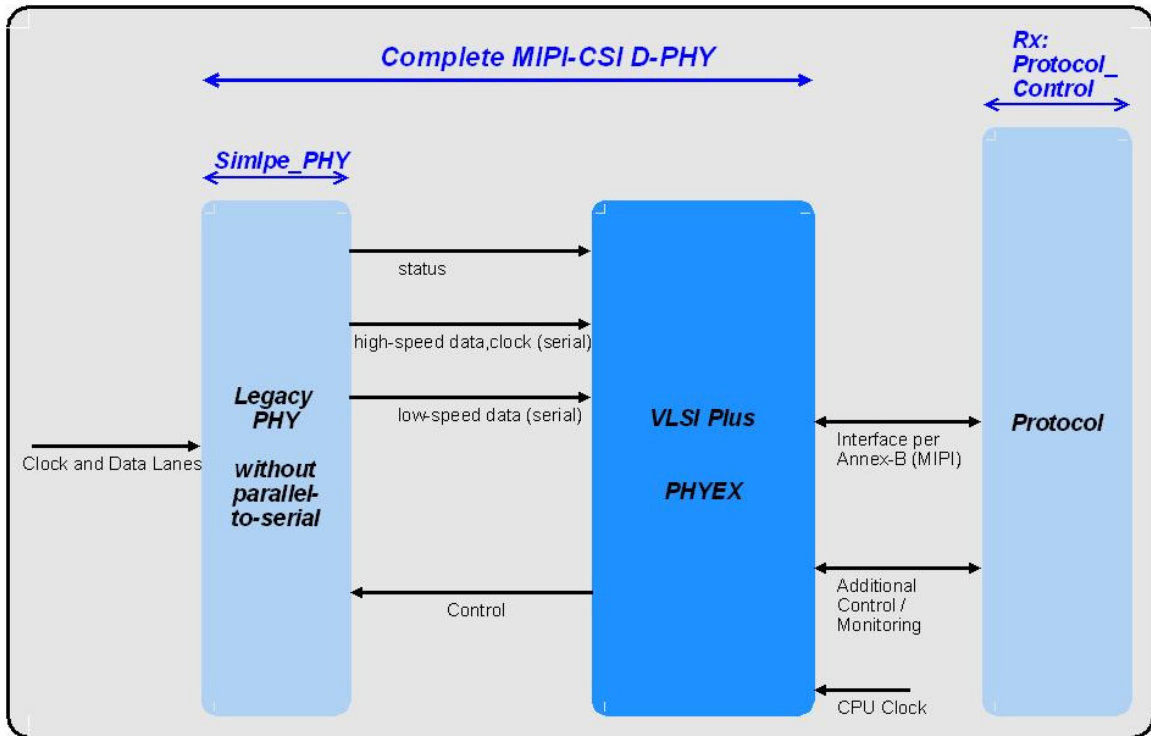 Complete MIPI-CSI D-PHY
Rx:
Protocol_
Control
Simlpe_PHY
status
high-speed data,clock (serial)
low-speed data (serial)
Legacy
PHY
without
parallel-
to-serial
Clock and Data Lanes
VLSI Plus
PHYEX
Interface per
Annex-B (MIPI)
Protocol
Control
Additional
Control /
Monitoring
CPU Clock